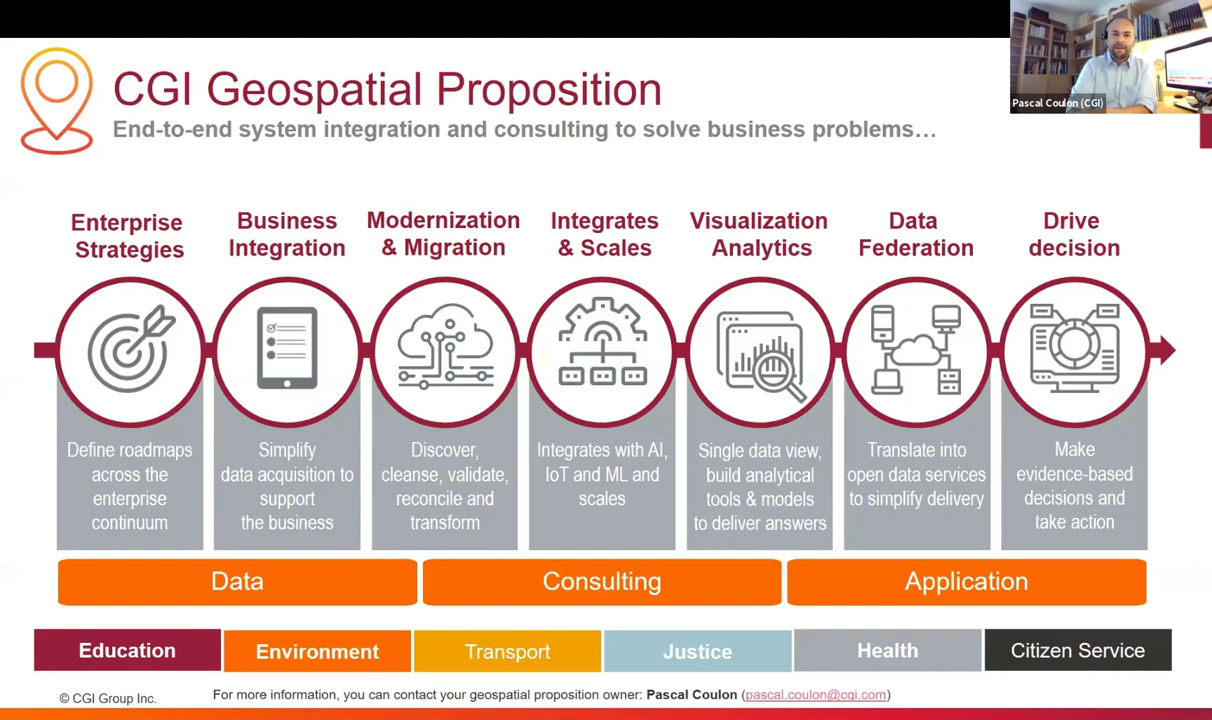 Pascal Coulon (CGI)
CGI Geospatial Proposition
End-to-end system integration and consulting to solve business problems…
Enterprise
Strategies
Business
Integration
Modernization
& Migration
Integrates
& Scales
Visualization
Analytics
Data
Federation
Drive
decision
Define roadmaps
across the
enterprise
continuum
Simplify
data acquisition to
support
the business
Discover,
cleanse, validate,
reconcile and
transform
Integrates with AI,
IoT and ML and
scales
Single data view,
build analytical
tools & models
to deliver answers
Translate into
open data services
to simplify delivery
Make
evidence-based
decisions and
take action
Data
Consulting
Application
Education
Environment
Transport
Justice
Health
Citizen Service
© CGI Group Inc.
For more information, you can contact your geospatial proposition owner: Pascal Coulon (pascal.coulon@cgi.com)